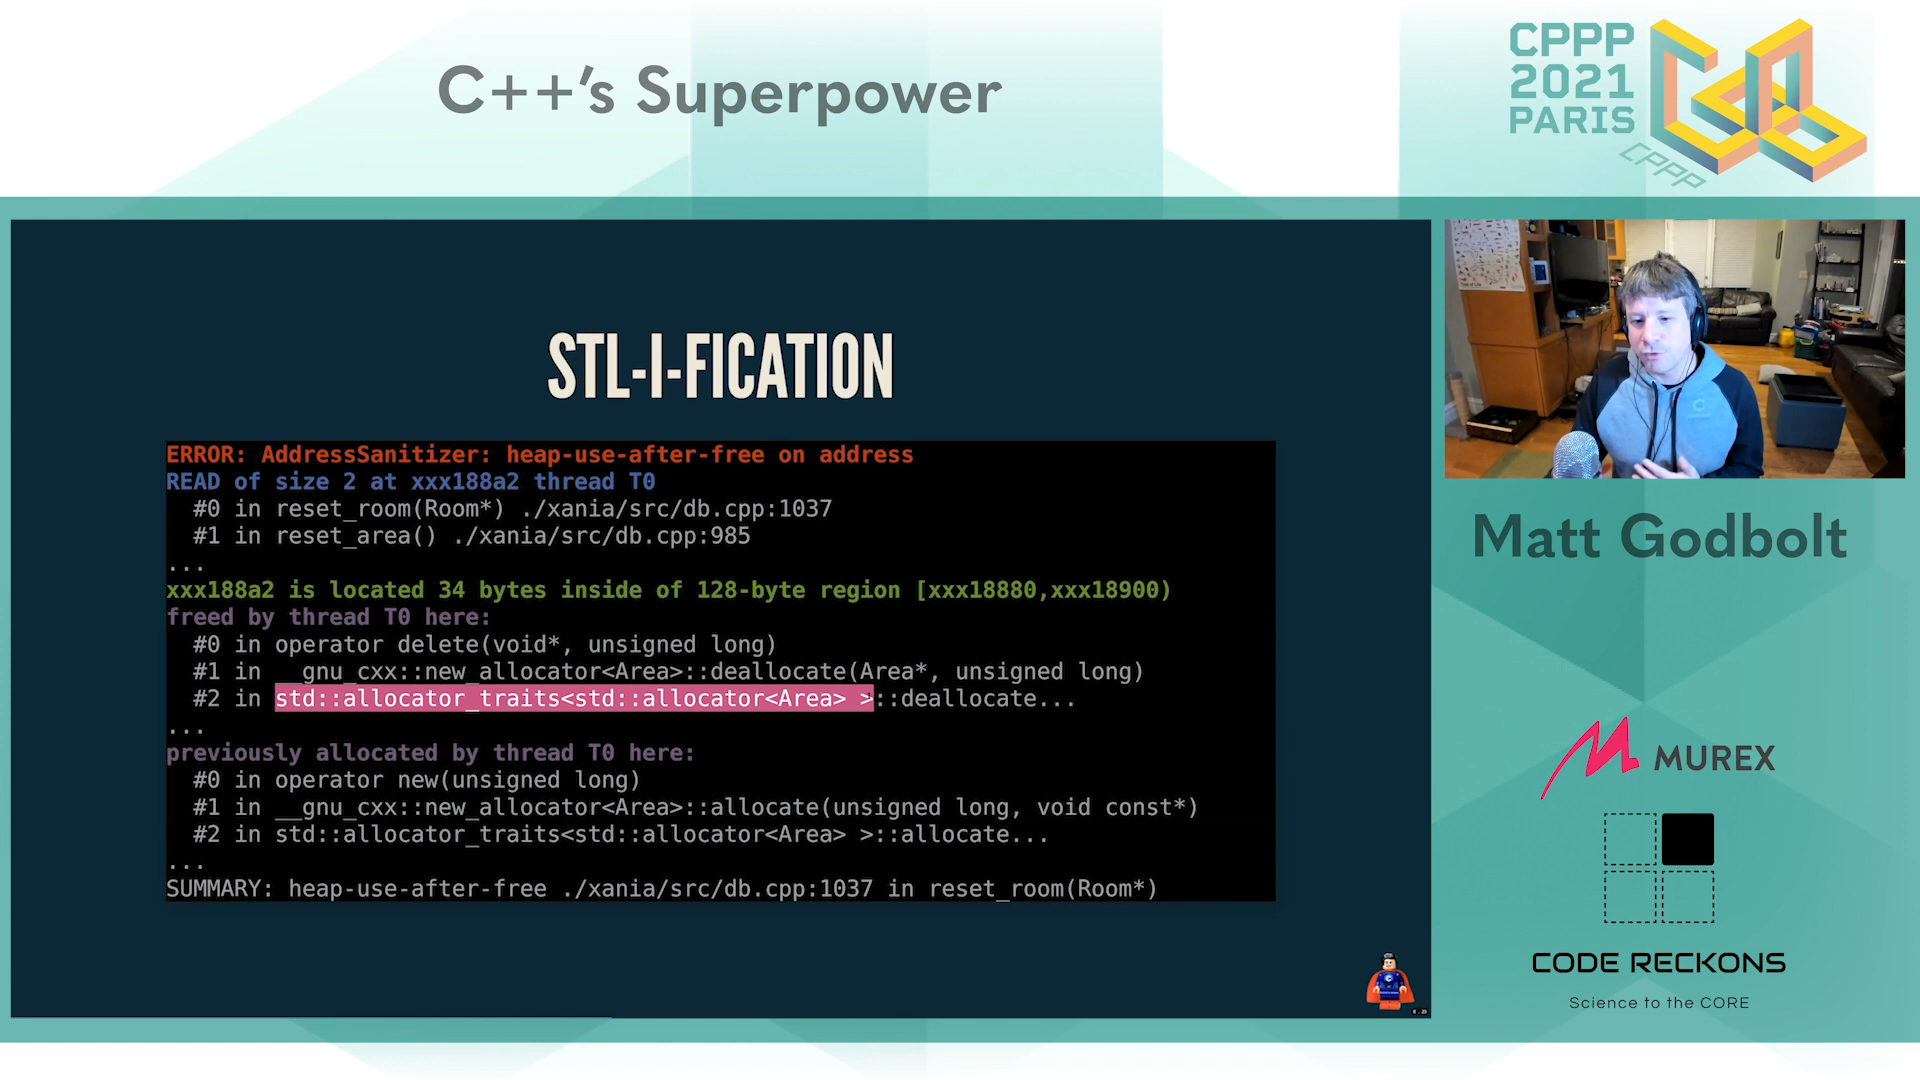 C++’s Superpower
CPPP
2021
PARIS
CPPP
STL-I-FICATION
ERROR: AddressSanitizer: heap-use-after-free on address
READ of size 2 at xxx188a2 thread T0
#0 in reset_room(Room*) ./xania/src/db.cpp:1037
#1 in reset_area() ./xania/src/db.cpp:985
...
xxx188a2 is located 34 bytes inside of 128-byte region [xxx18880,xxx18900)
freed by thread T0 here:
#0 in operator delete(void*, unsigned long)
#1 in __gnu_cxx::new_allocator<Area>::deallocate(Area*, unsigned long)
#2 in std::allocator_traits<std::allocator<Area> >::deallocate...
...
previously allocated by thread T0 here:
#0 in operator new(unsigned long)
#1 in __gnu_cxx::new_allocator<Area>::allocate(unsigned long, void const*)
#2 in std::allocator_traits<std::allocator<Area> >::allocate...
...
SUMMARY: heap-use-after-free ./xania/src/db.cpp:1037 in reset_room(Room*)
Matt Godbolt
MUREX
CODE RECKONS
Science to the CORE